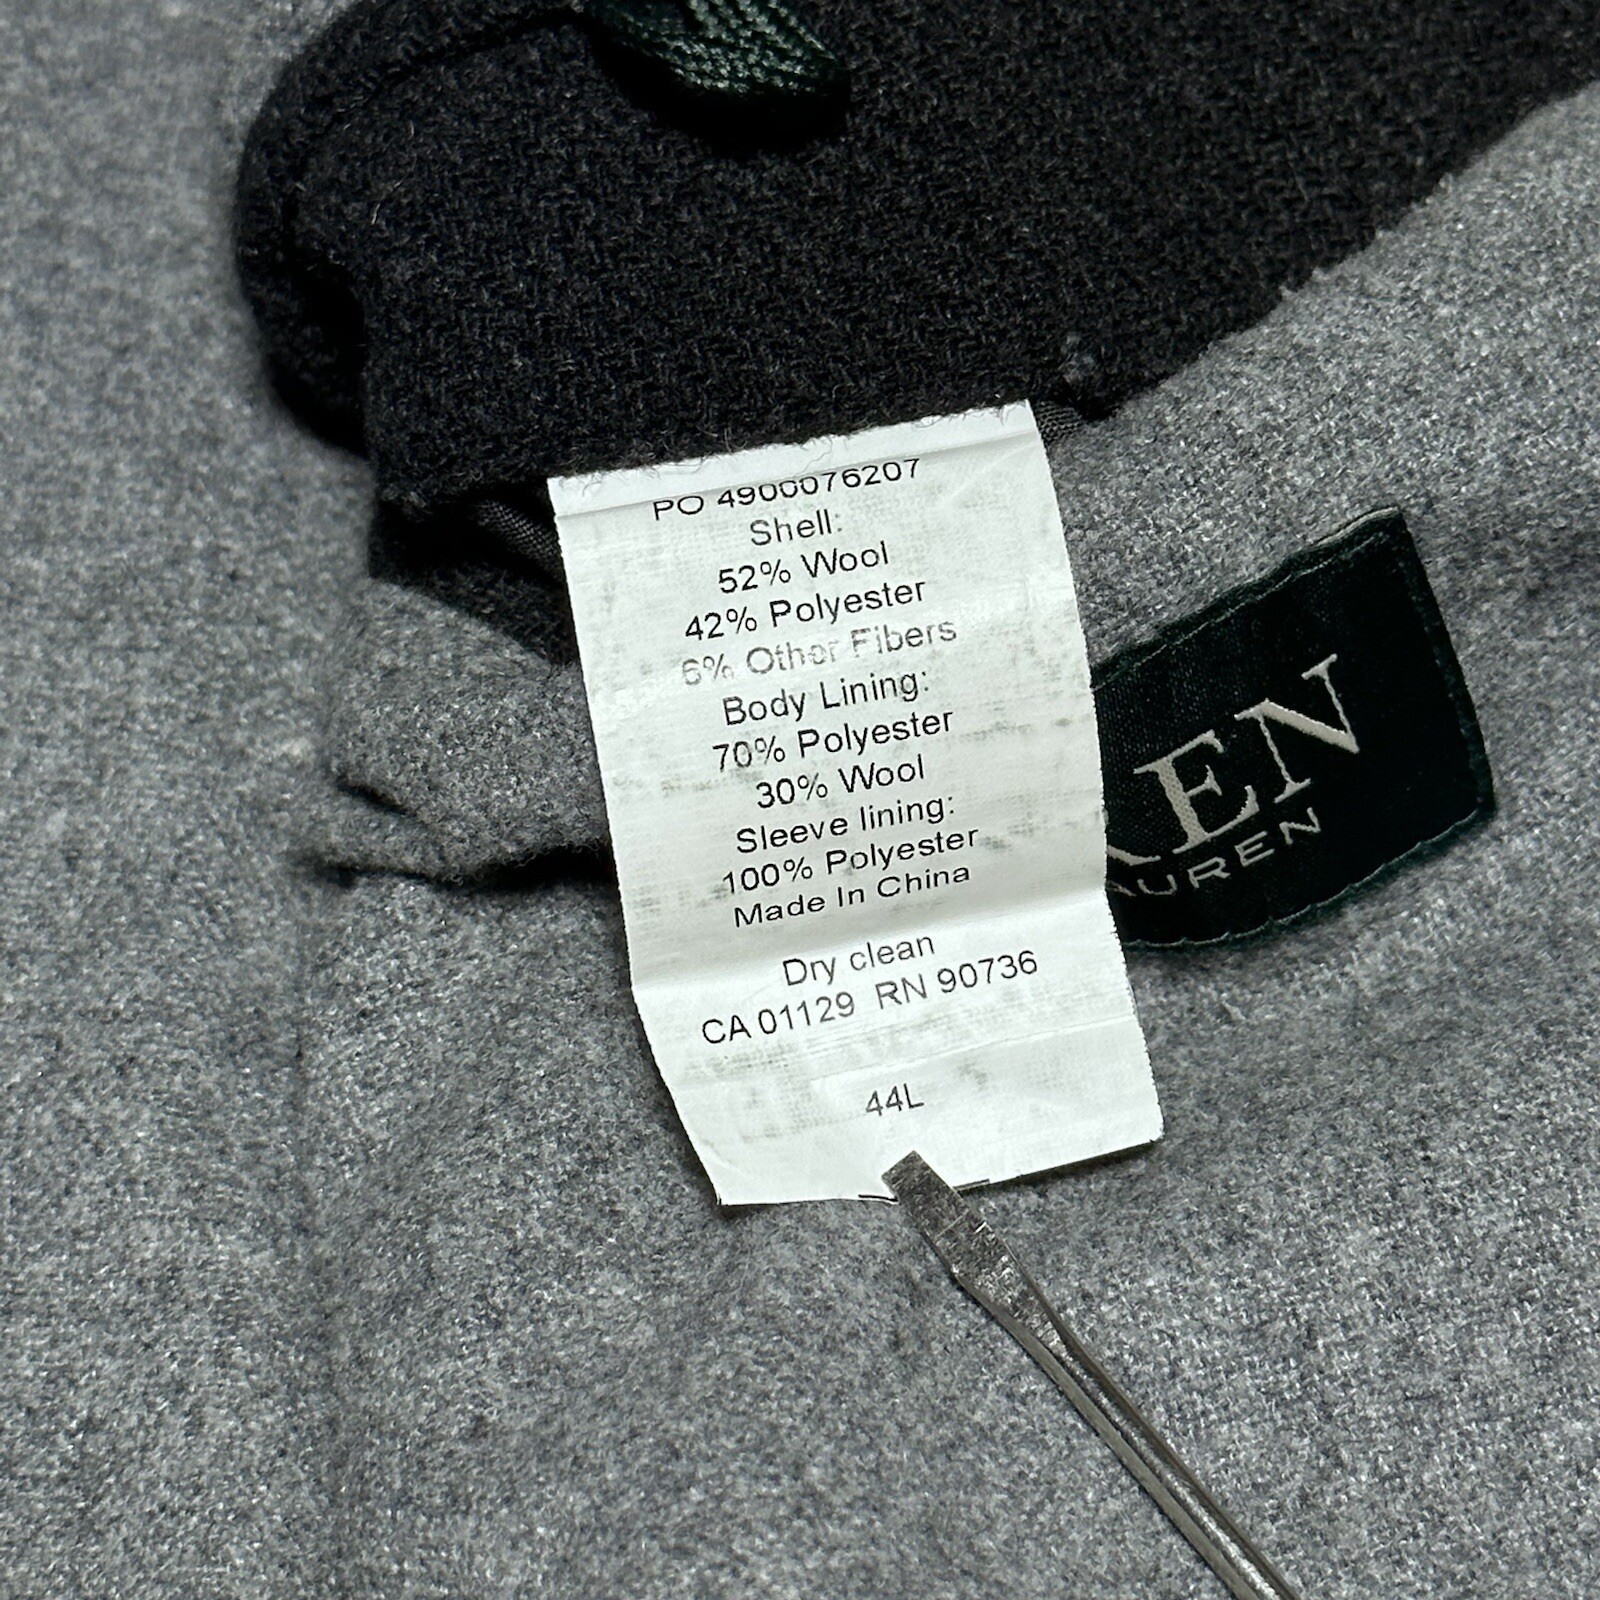 PO 4900076207
Shell:
52% Wool
42% Polyester
6% Other Fibers
Body Lining:
70% Polyester
30% Wool
Sleeve lining:
100% Polyester
Made In China
Dry clean
CA 01129 RN 90736
44L
REN
AUREN